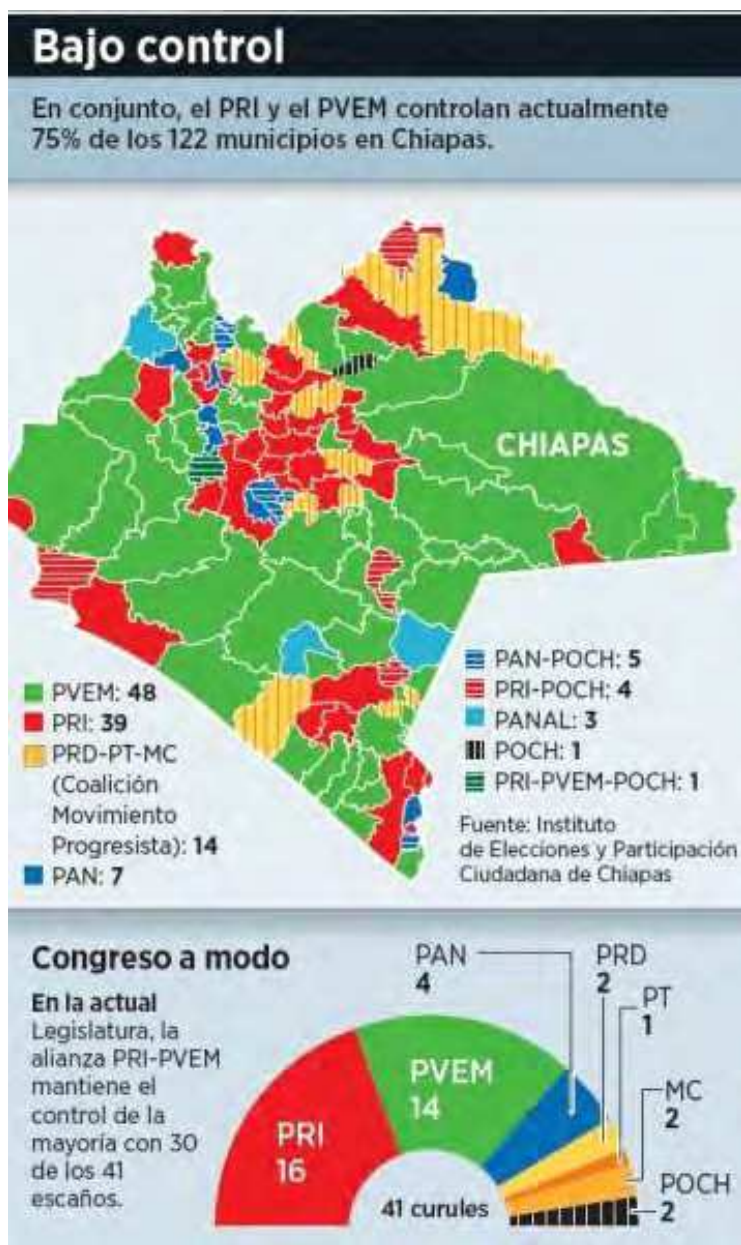 Bajo control
En conjunto, el PRI y el PVEM controlan actualmente
75% de los 122 municipios en Chiapas.
CHIAPAS
PVEM: 48
PRI: 39
PRD-PT-MC
(Coalición
Movimiento
Progresista): 14
PAN: 7
PAN-POCH: 5
PRI-POCH: 4
PANAL: 3
POCH: 1
PRI-PVEM-POCH: 1
Fuente: Instituto
de Elecciones y Participación
Ciudadana de Chiapas
Congreso a modo
En la actual
Legislatura, la
alianza PRI-PVEM
mantiene el
control de la
mayoría con 30
de los 41
escaños.
PRI
16
PVEM
14
PAN
4
PRD
2
PT
1
MC
2
POCH
2
41 curules